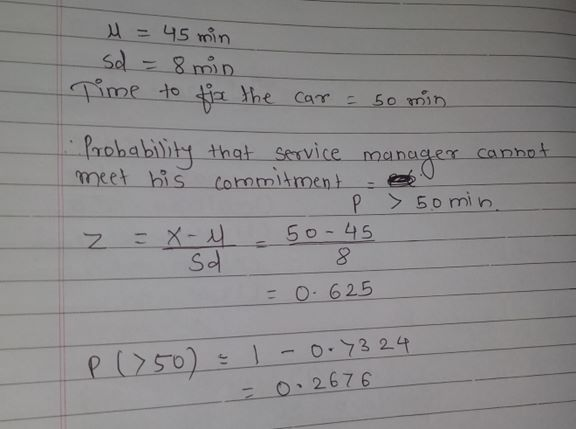 μ = 45 min
Sd = 8 min
Time to fix the car = 50 min
∴ Probability that service manager cannot
meet his commitment =
P > 50 min.
Z = X - μ / Sd = 50 - 45 / 8
= 0.625
P (>50) = 1 - 0.7324
= 0.2676